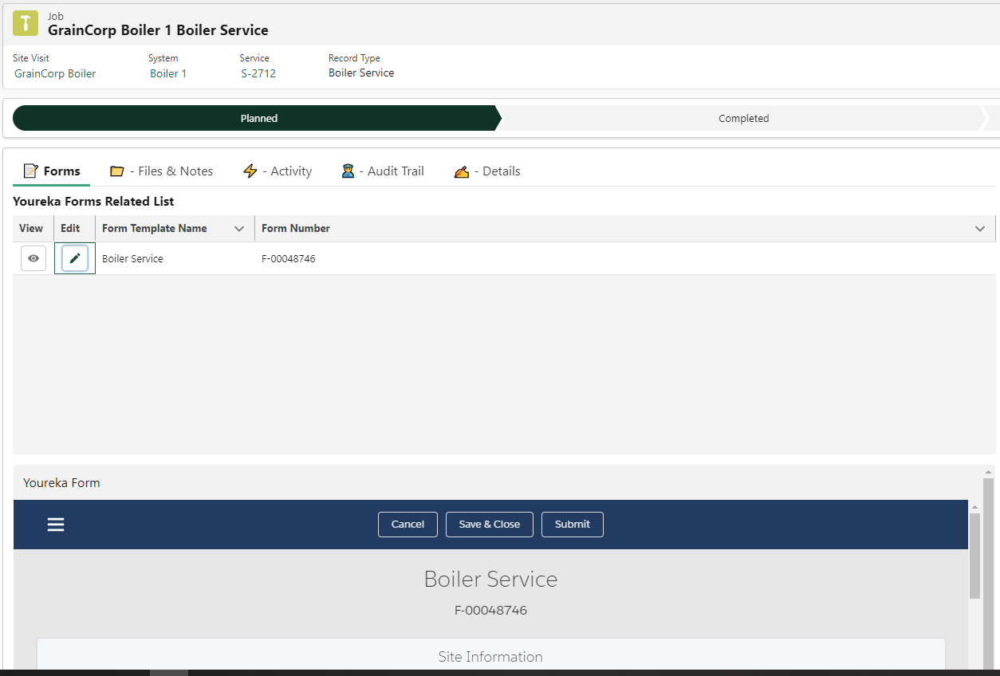 Job
GrainCorp Boiler 1 Boiler Service
Site Visit System Service Record Type
GrainCorp Boiler Boiler 1 S-2712 Boiler Service
Planned Completed
Forms - Files & Notes - Activity - Audit Trail - Details
Youreka Forms Related List
View Edit Form Template Name Form Number
Boiler Service F-00048746
Youreka Form
Cancel Save & Close Submit
Boiler Service
F-00048746
Site Information